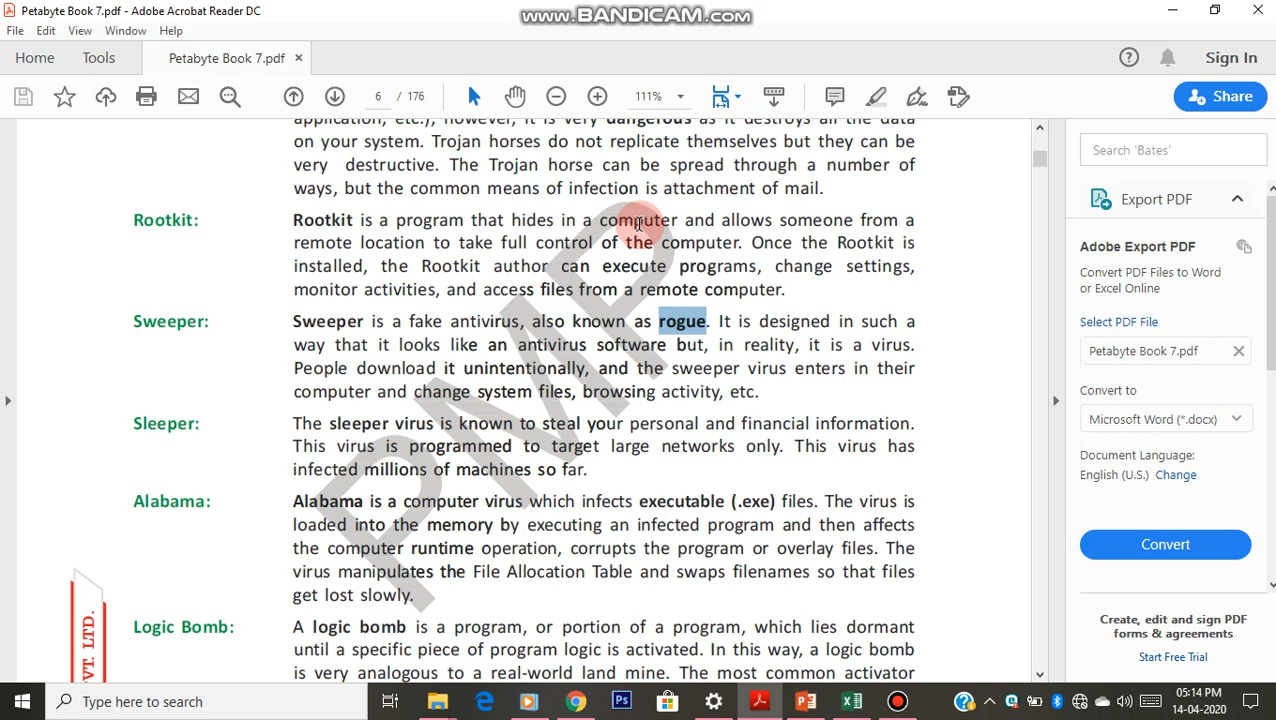 Petabyte Book 7.pdf - Adobe Acrobat Reader DC
www.BANDICAM.com
File Edit View Window Help
Home Tools Petabyte Book 7.pdf × Sign In
6 / 176 111% Share
application, etc.), however, it is very dangerous as it destroys all the data
on your system. Trojan horses do not replicate themselves but they can be
very destructive. The Trojan horse can be spread through a number of
ways, but the common means of infection is attachment of mail.
Rootkit: Rootkit is a program that hides in a computer and allows someone from a
remote location to take full control of the computer. Once the Rootkit is
installed, the Rootkit author can execute programs, change settings,
monitor activities, and access files from a remote computer.
Sweeper: Sweeper is a fake antivirus, also known as rogue. It is designed in such a
way that it looks like an antivirus software but, in reality, it is a virus.
People download it unintentionally, and the sweeper virus enters in their
computer and change system files, browsing activity, etc.
Sleeper: The sleeper virus is known to steal your personal and financial information.
This virus is programmed to target large networks only. This virus has
infected millions of machines so far.
Alabama: Alabama is a computer virus which infects executable (.exe) files. The virus is
loaded into the memory by executing an infected program and then affects
the computer runtime operation, corrupts the program or overlay files. The
virus manipulates the File Allocation Table and swaps filenames so that files
get lost slowly.
Logic Bomb: A logic bomb is a program, or portion of a program, which lies dormant
until a specific piece of program logic is activated. In this way, a logic bomb
is very analogous to a real-world land mine. The most common activator
PMP
VT. LTD.
Search 'Bates'
Export PDF
Adobe Export PDF
Convert PDF Files to Word
or Excel Online
Select PDF File
Petabyte Book 7.pdf
Convert to
Microsoft Word (*.docx)
Document Language:
English (U.S.) Change
Convert
Create, edit and sign PDF
forms & agreements
Start Free Trial
Type here to search
Ps
05:14 PM
14-04-2020